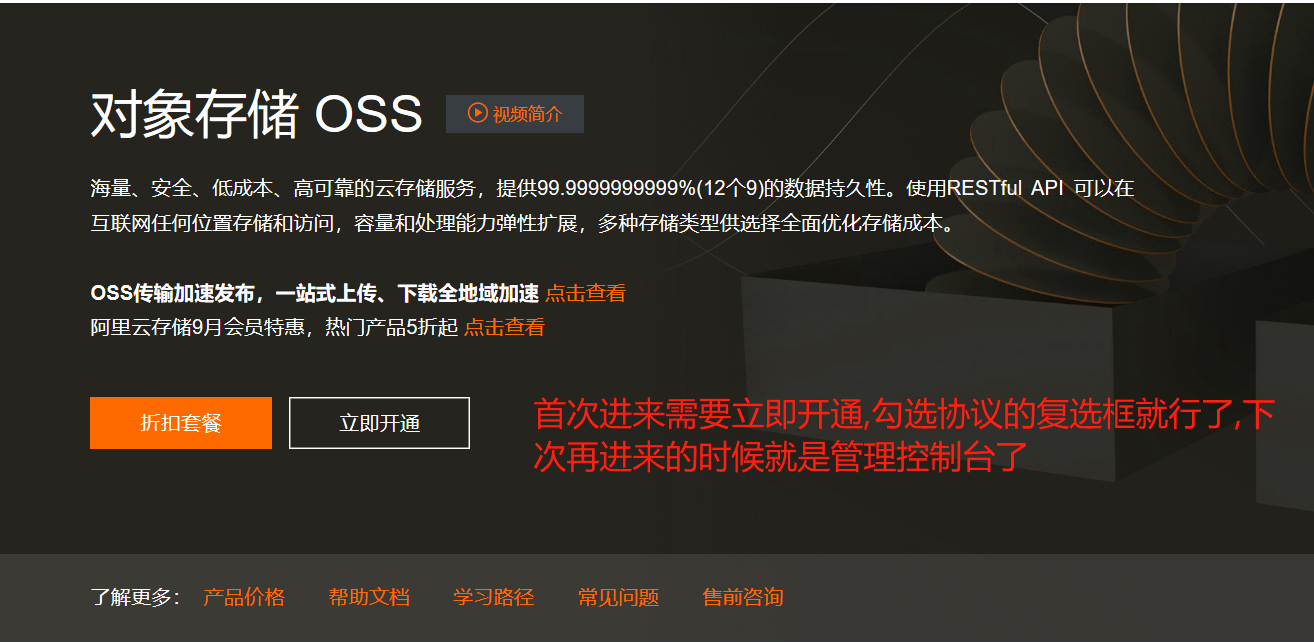 对象存储 OSS 视频简介
海量、安全、低成本、高可靠的云存储服务，提供99.9999999999%(12个9)的数据持久性。使用RESTful API 可以在
互联网任何位置存储和访问，容量和处理能力弹性扩展，多种存储类型供选择全面优化存储成本。
OSS传输加速发布，一站式上传、下载全地域加速 点击查看
阿里云存储9月会员特惠，热门产品5折起 点击查看
折扣套餐 立即开通
首次进来需要立即开通,勾选协议的复选框就行了,下
次再进来的时候就是管理控制台了
了解更多： 产品价格 帮助文档 学习路径 常见问题 售前咨询